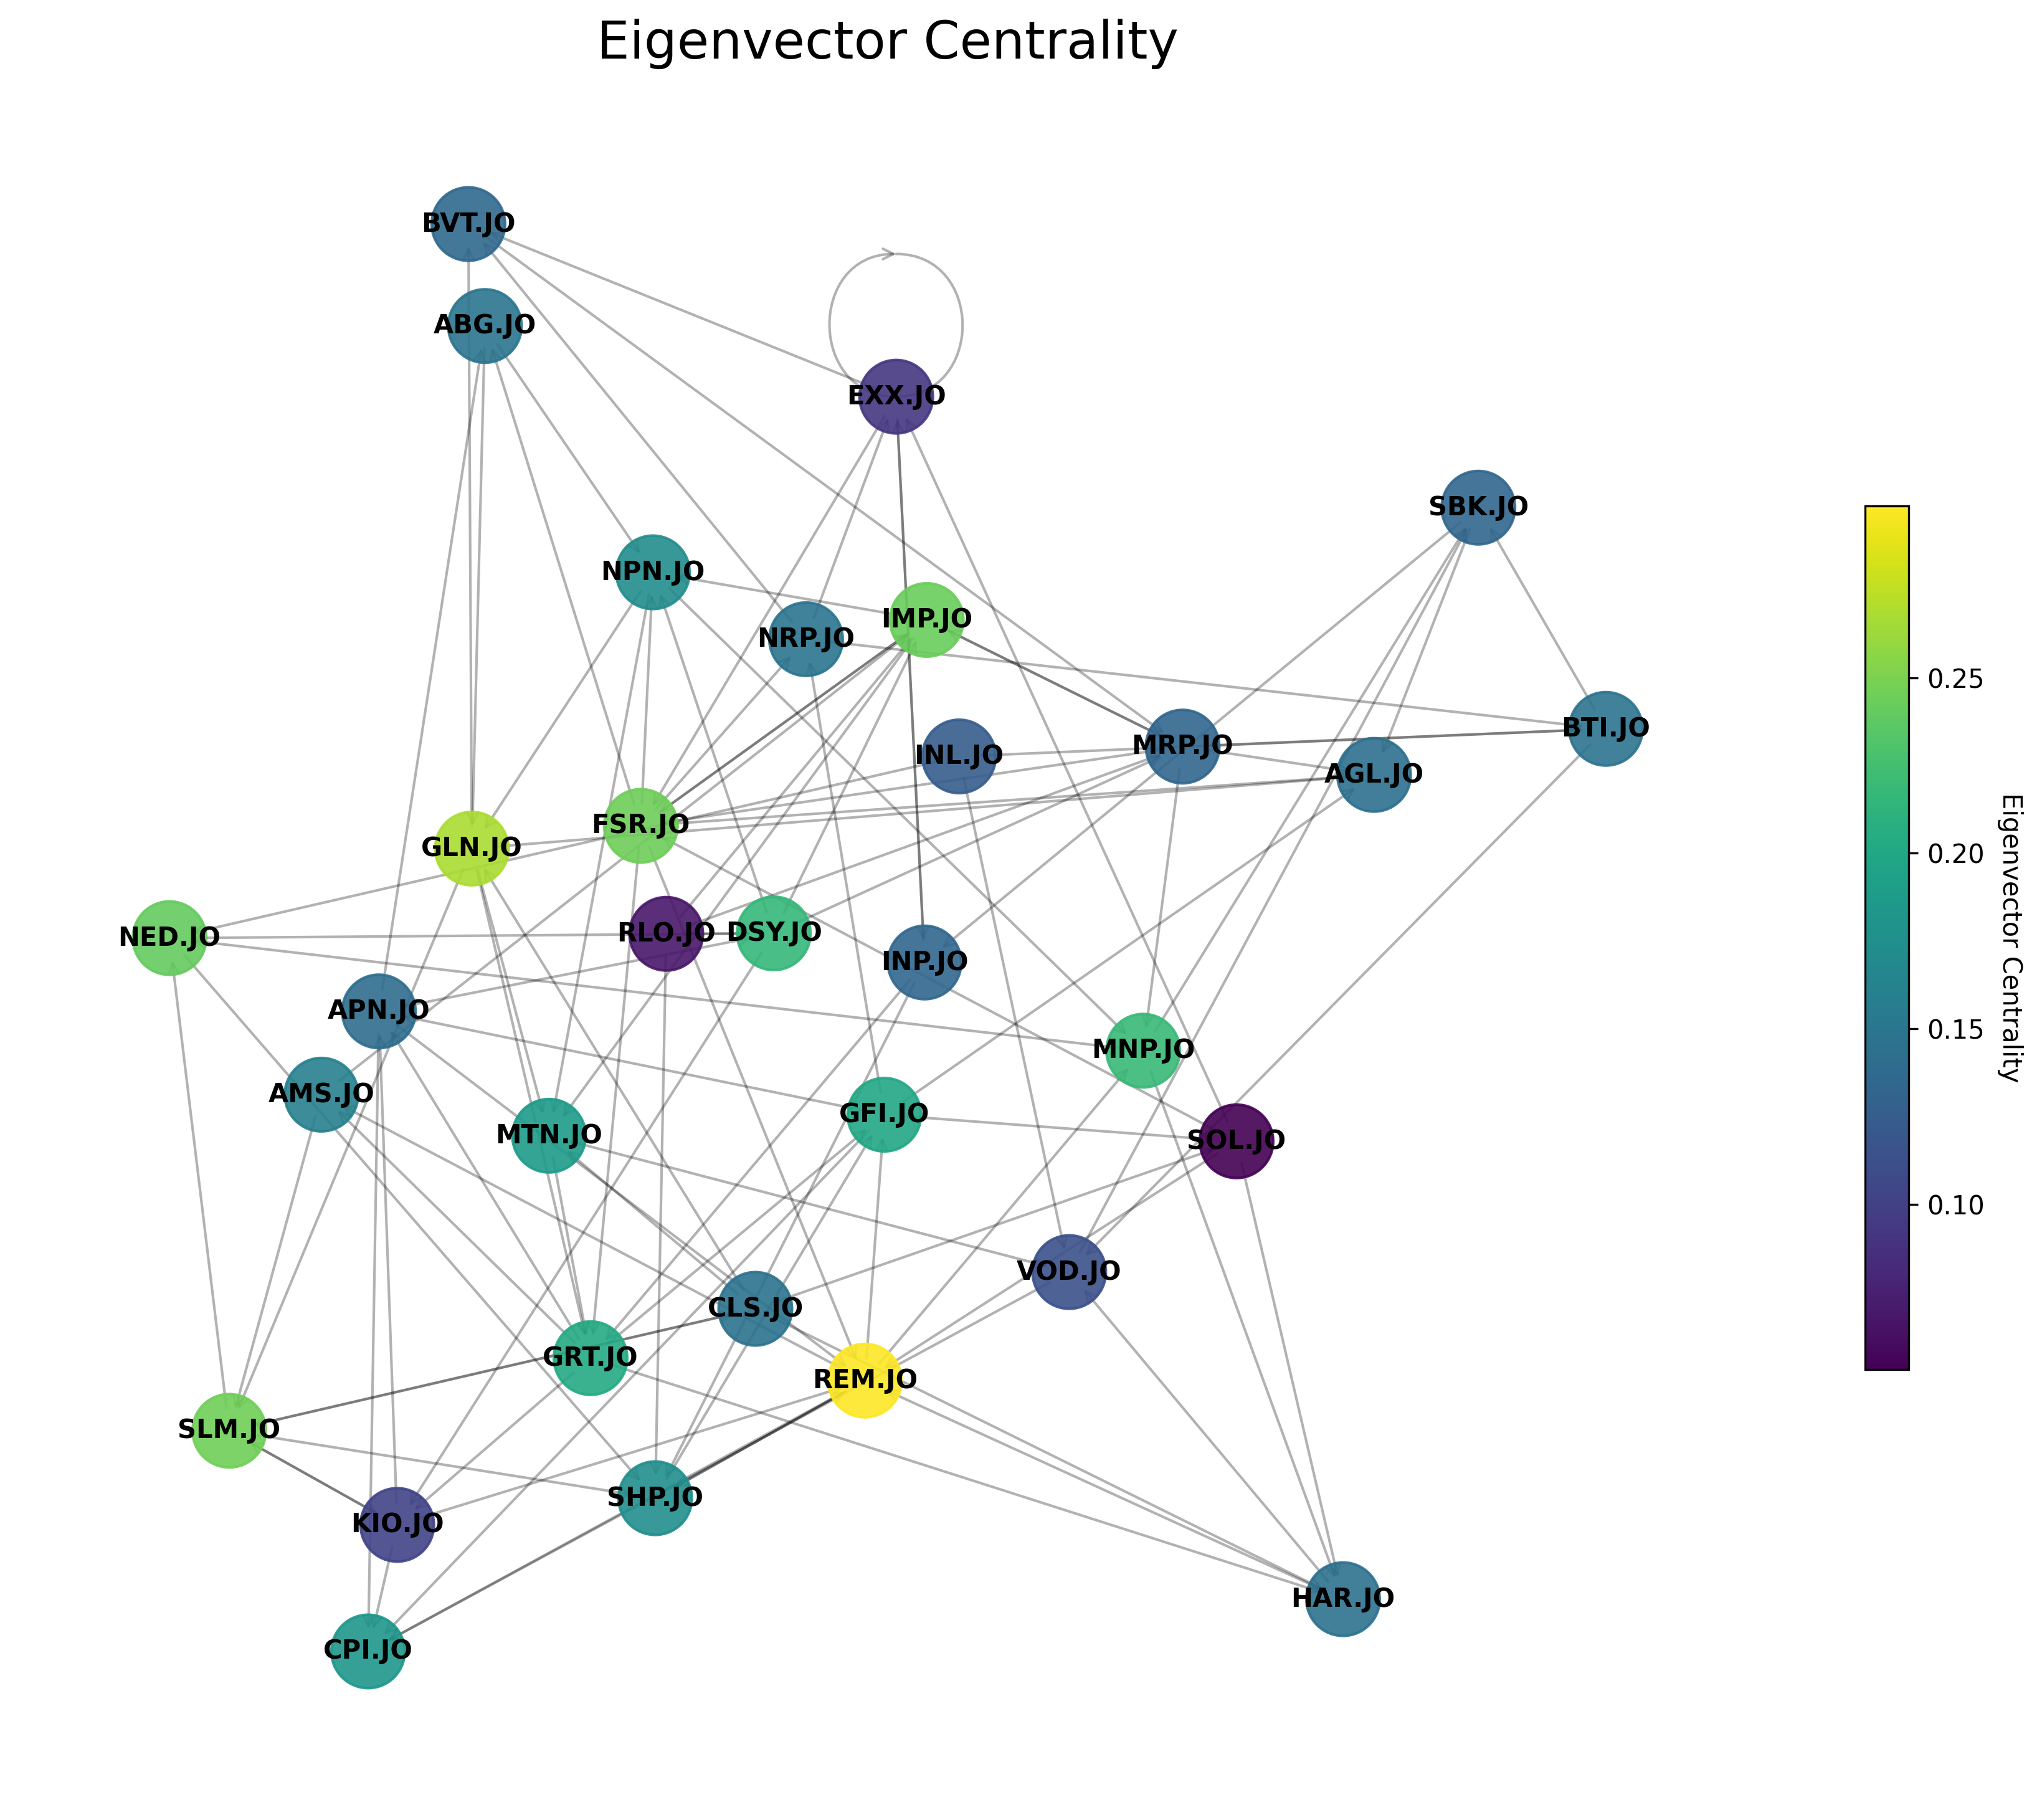 Eigenvector Centrality
BVT.JO
ABG.JO
EXX.JO
SBK.JO
NPN.JO
IMP.JO
NRP.JO
BTI.JO
MRP.JO
INL.JO
AGL.JO
FSR.JO
GLN.JO
NED.JO
RLO.JO
DSY.JO
INP.JO
APN.JO
MNP.JO
AMS.JO
GFI.JO
MTN.JO
SOL.JO
VOD.JO
CLS.JO
GRT.JO
REM.JO
SLM.JO
SHP.JO
KIO.JO
HAR.JO
CPI.JO
0.25
0.20
0.15
0.10
Eigenvector Centrality